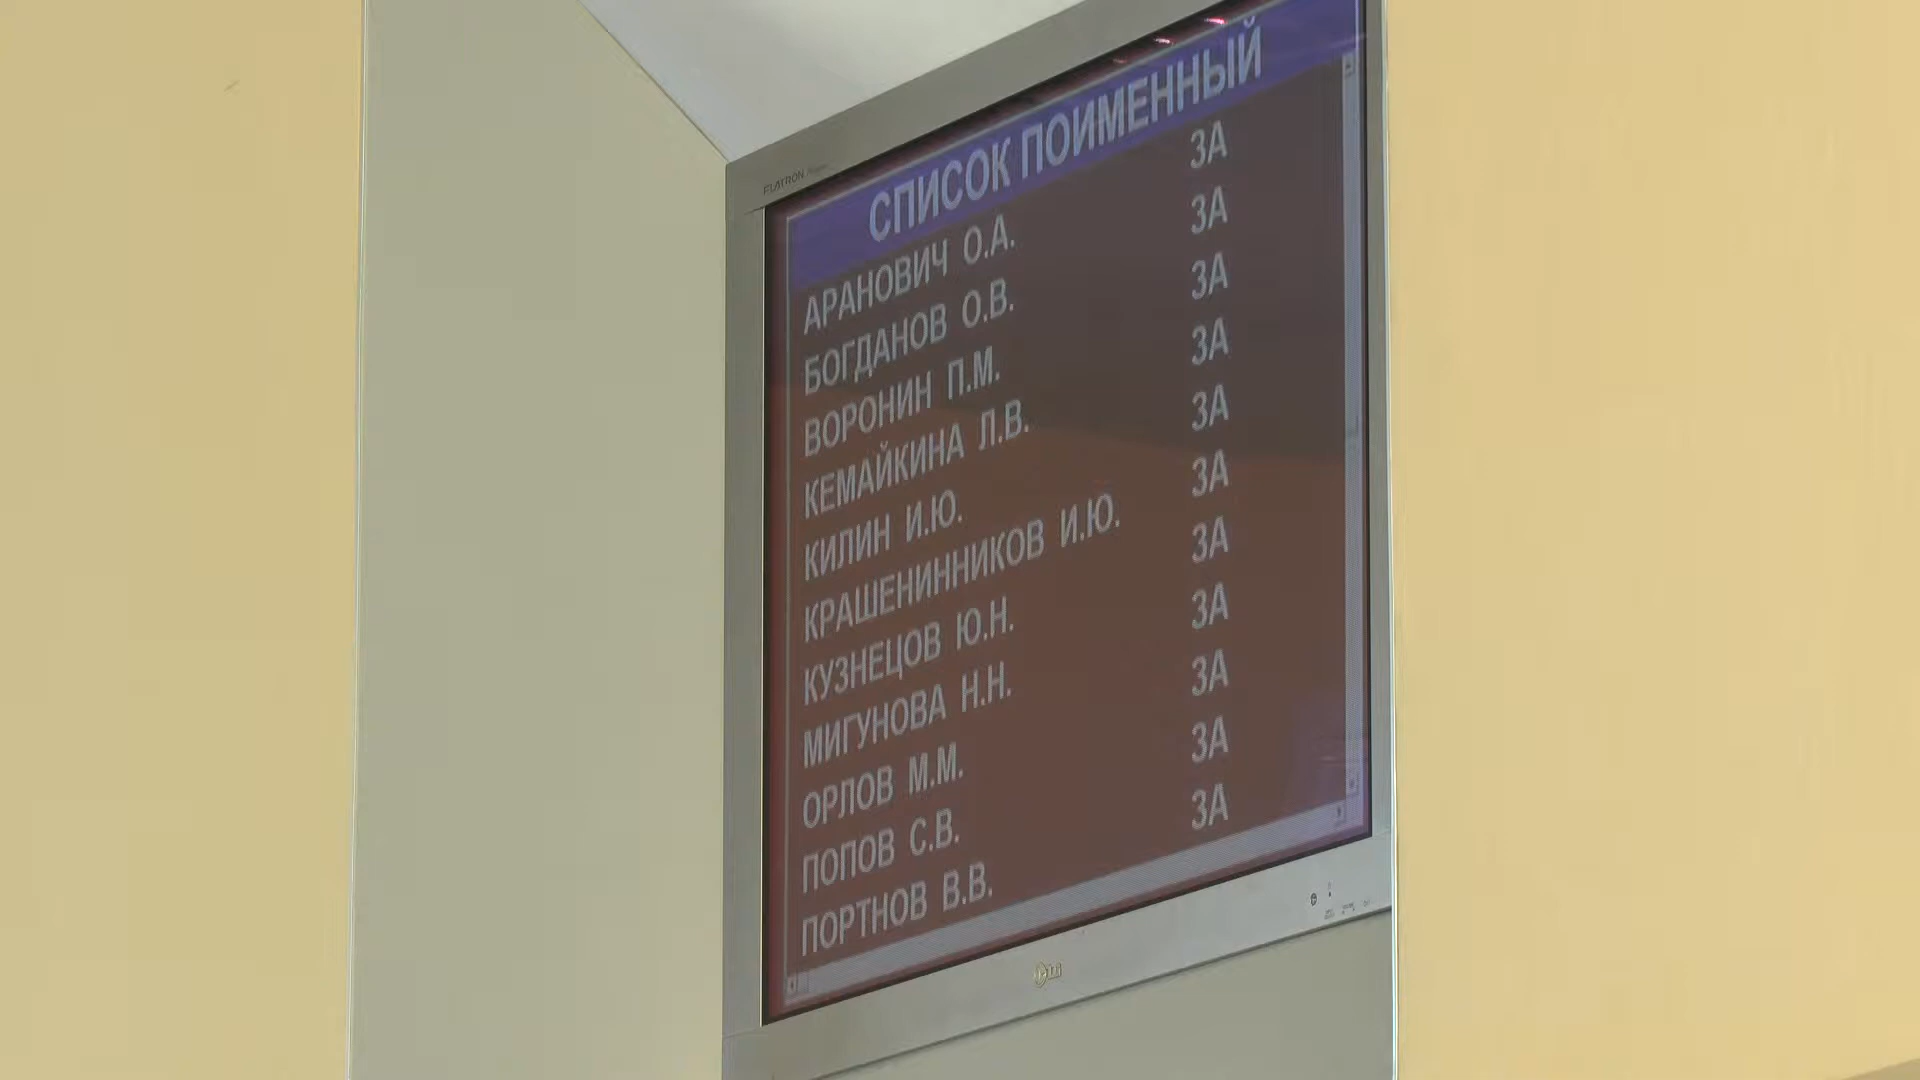 FLATRON
СПИСОК ПОИМЕННЫЙ
АРАНОВИЧ О.А. ЗА
БОГДАНОВ О.В. ЗА
ВОРОНИН П.М. ЗА
КЕМАЙКИНА Л.В. ЗА
КИЛИН И.Ю. ЗА
КРАШЕНИННИКОВ И.Ю. ЗА
КУЗНЕЦОВ Ю.Н. ЗА
МИГУНОВА Н.Н. ЗА
ОРЛОВ М.М. ЗА
ПОПОВ С.В. ЗА
ПОРТНОВ В.В. ЗА
LG